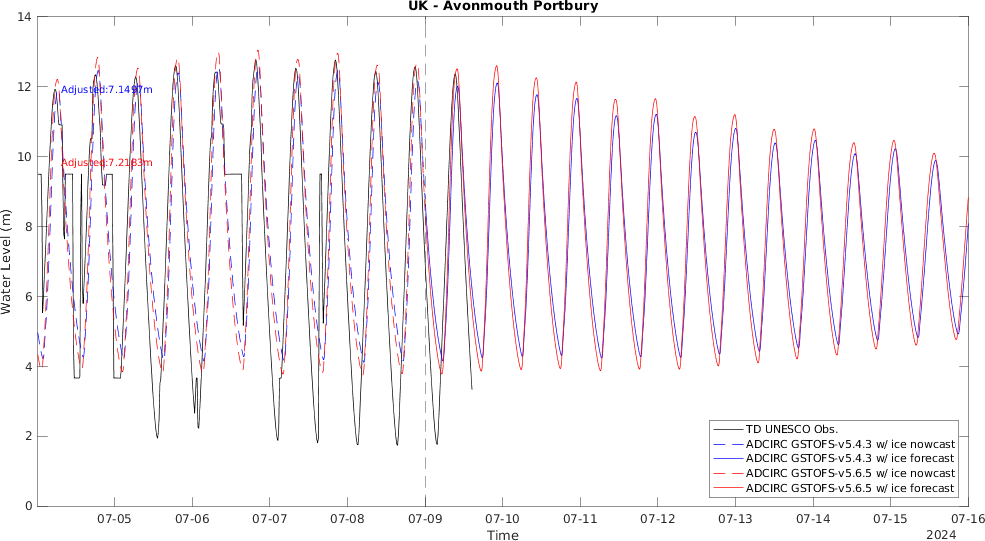 UK - Avonmouth Portbury
14
12
10
8
6
4
2
0
Water Level (m)
Adjusted:7.1497m
Adjusted:7.2183m
TD UNESCO Obs.
ADCIRC GSTOFS-v5.4.3 w/ ice nowcast
ADCIRC GSTOFS-v5.4.3 w/ ice forecast
ADCIRC GSTOFS-v5.6.5 w/ ice nowcast
ADCIRC GSTOFS-v5.6.5 w/ ice forecast
07-05 07-06 07-07 07-08 07-09 07-10 07-11 07-12 07-13 07-14 07-15 07-16
Time
2024